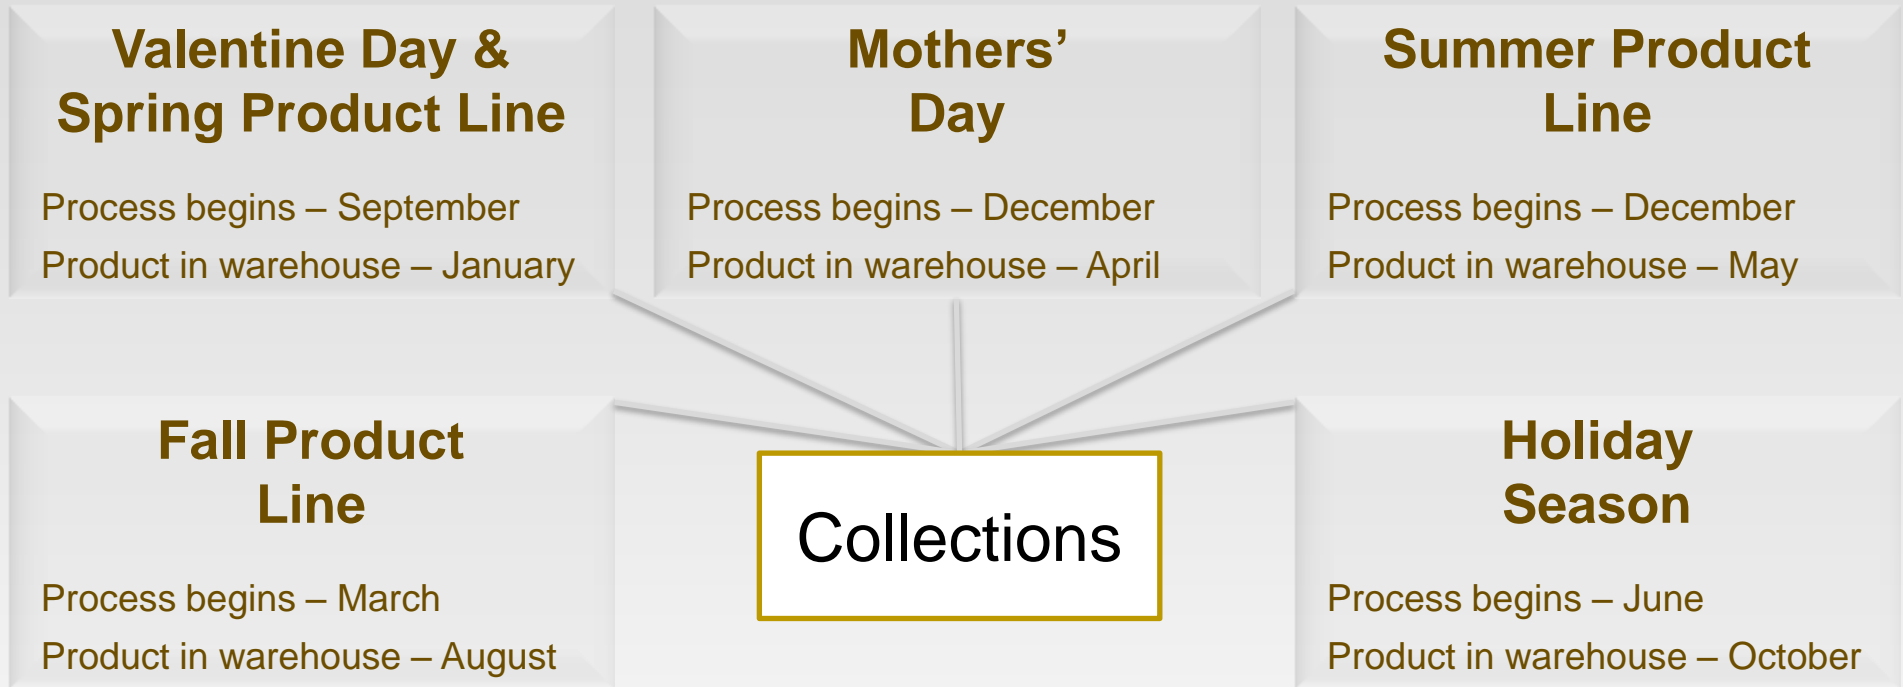 Valentine Day &
Spring Product Line
Process begins – September
Product in warehouse – January
Mothers’
Day
Process begins – December
Product in warehouse – April
Summer Product
Line
Process begins – December
Product in warehouse – May
Fall Product
Line
Process begins – March
Product in warehouse – August
Collections
Holiday
Season
Process begins – June
Product in warehouse – October